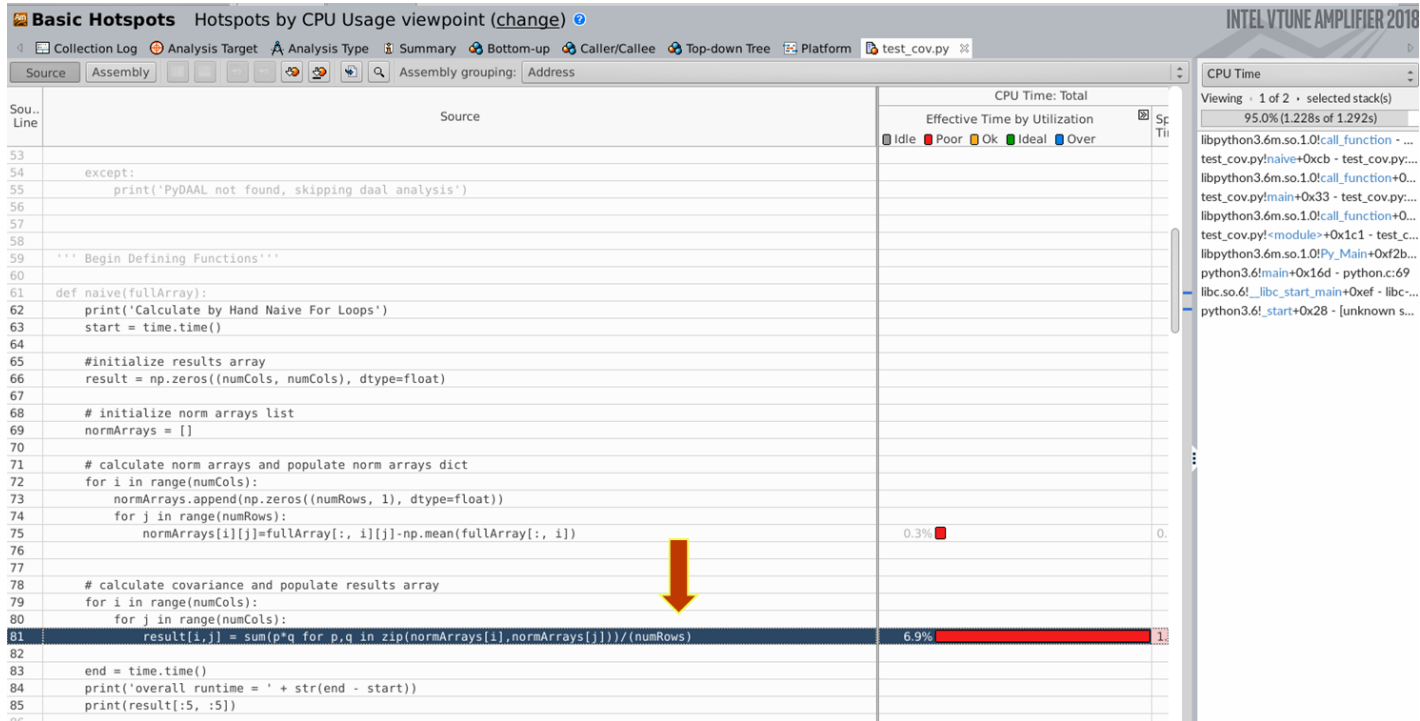 Basic Hotspots Hotspots by CPU Usage viewpoint (change)
INTEL VTUNE AMPLIFIER 2018
Collection Log Analysis Target Analysis Type Summary Bottom-up Caller/Callee Top-down Tree Platform test_cov.py
Source Assembly Assembly grouping: Address
Sou.. Line
Source
CPU Time: Total
Effective Time by Utilization
Idle Poor Ok Ideal Over
Sp
Ti
53
54     except:
55         print('PyDAAL not found, skipping daal analysis')
56
57
58
59 ''' Begin Defining Functions'''
60
61 def naive(fullArray):
62     print('Calculate by Hand Naive For Loops')
63     start = time.time()
64
65     #initialize results array
66     result = np.zeros((numCols, numCols), dtype=float)
67
68     # initialize norm arrays list
69     normArrays = []
70
71     # calculate norm arrays and populate norm arrays dict
72     for i in range(numCols):
73         normArrays.append(np.zeros((numRows, 1), dtype=float))
74         for j in range(numRows):
75             normArrays[i][j]=fullArray[:, i][j]-np.mean(fullArray[:, i]) 0.3% 0.
76
77
78     # calculate covariance and populate results array
79     for i in range(numCols):
80         for j in range(numCols):
81             result[i,j] = sum(p*q for p,q in zip(normArrays[i],normArrays[j]))/(numRows) 6.9% 1.
82
83     end = time.time()
84     print('overall runtime = ' + str(end - start))
85     print(result[:5, :5])
CPU Time
Viewing 1 of 2 selected stack(s)
95.0% (1.228s of 1.292s)
libpython3.6m.so.1.0!call_function - ...
test_cov.py!naive+0xcb - test_cov.py:...
libpython3.6m.so.1.0!call_function+0...
test_cov.py!main+0x33 - test_cov.py:...
libpython3.6m.so.1.0!call_function+0...
test_cov.py!<module>+0x1c1 - test_c...
libpython3.6m.so.1.0!Py_Main+0xf2b...
python3.6!main+0x16d - python.c:69
libc.so.6!__libc_start_main+0xef - libc-...
python3.6!_start+0x28 - [unknown s...